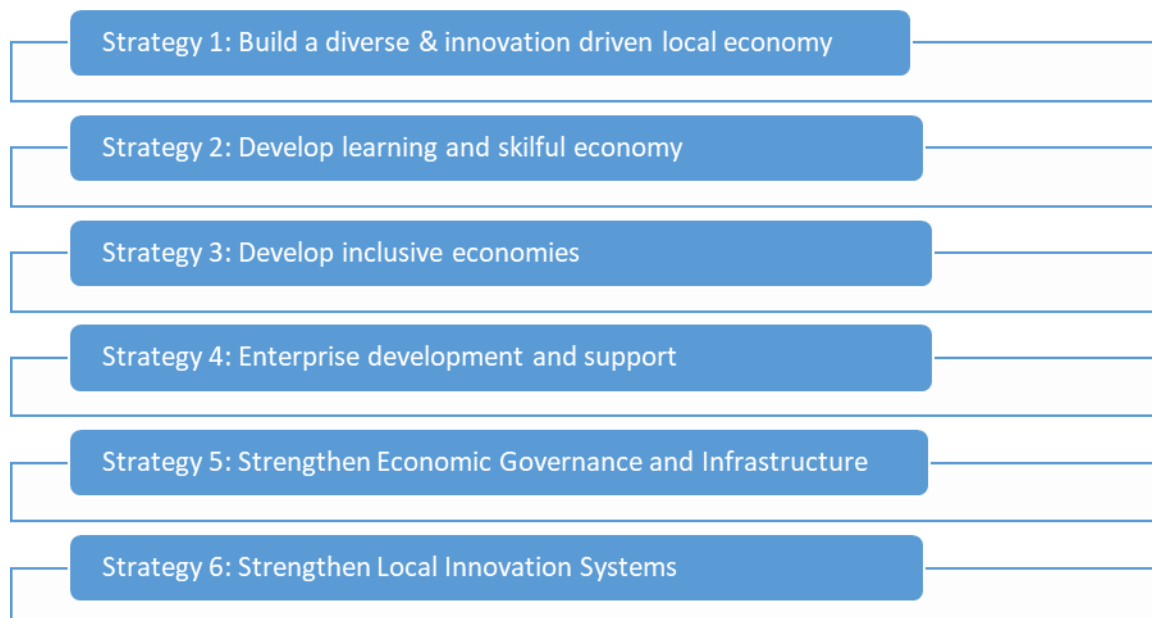 Strategy 1: Build a diverse & innovation driven local economy
Strategy 2: Develop learning and skilful economy
Strategy 3: Develop inclusive economies
Strategy 4: Enterprise development and support
Strategy 5: Strengthen Economic Governance and Infrastructure
Strategy 6: Strengthen Local Innovation Systems